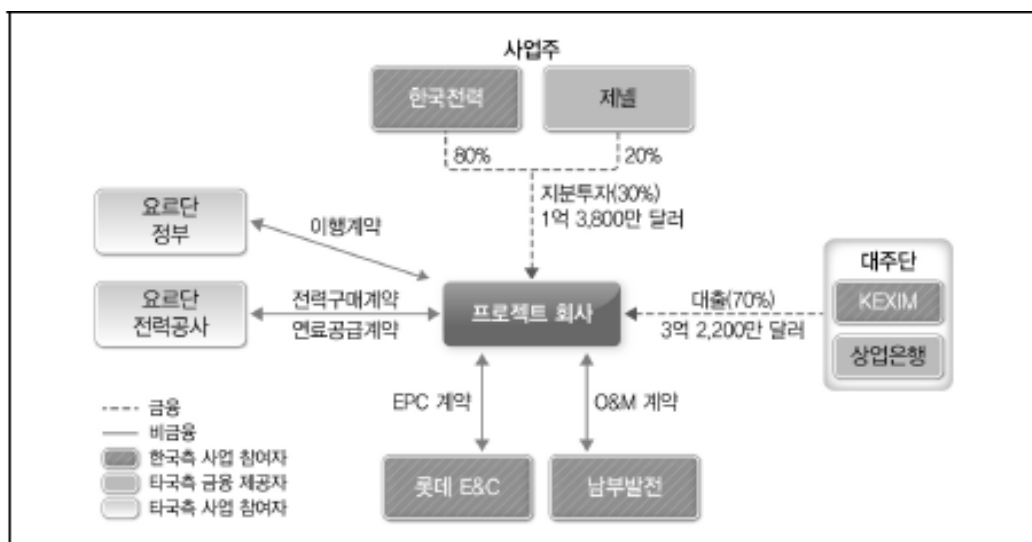 사업주
한국전력
제넬
80%
20%
지분투자(30%)
1억 3,800만 달러
요르단
정부
이행계약
대주단
요르단
전력공사
전력구매계약
연료공급계약
프로젝트 회사
대출(70%)
3억 2,200만 달러
KEXIM
상업은행
EPC 계약
O&M 계약
금융
비금융
한국측 사업 참여자
타국측 금융 제공자
타국측 사업 참여자
롯데 E&C
남부발전